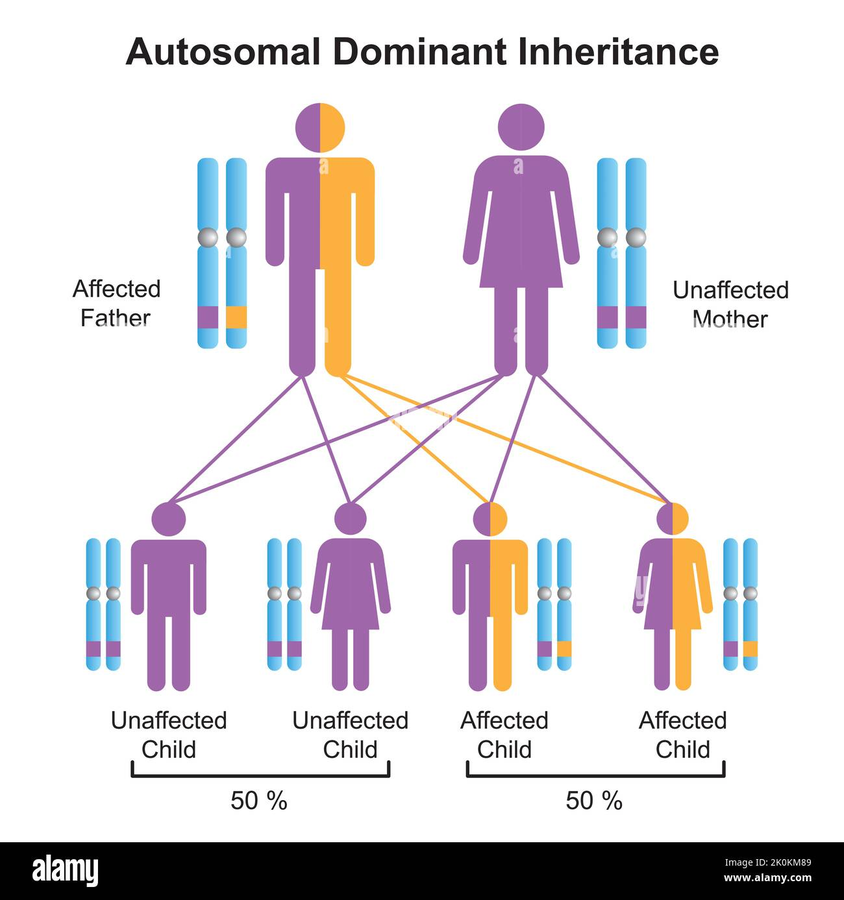 Autosomal Dominant Inheritance
a
a
a
Affected
Father
Unaffected
Mother
a
a
alamy
Unaffected
Child
Unaffected
Child
Affected
Child
Affected
Child
50 %
50 %
alamy
Image ID: 2K0KM89
www.alamy.com